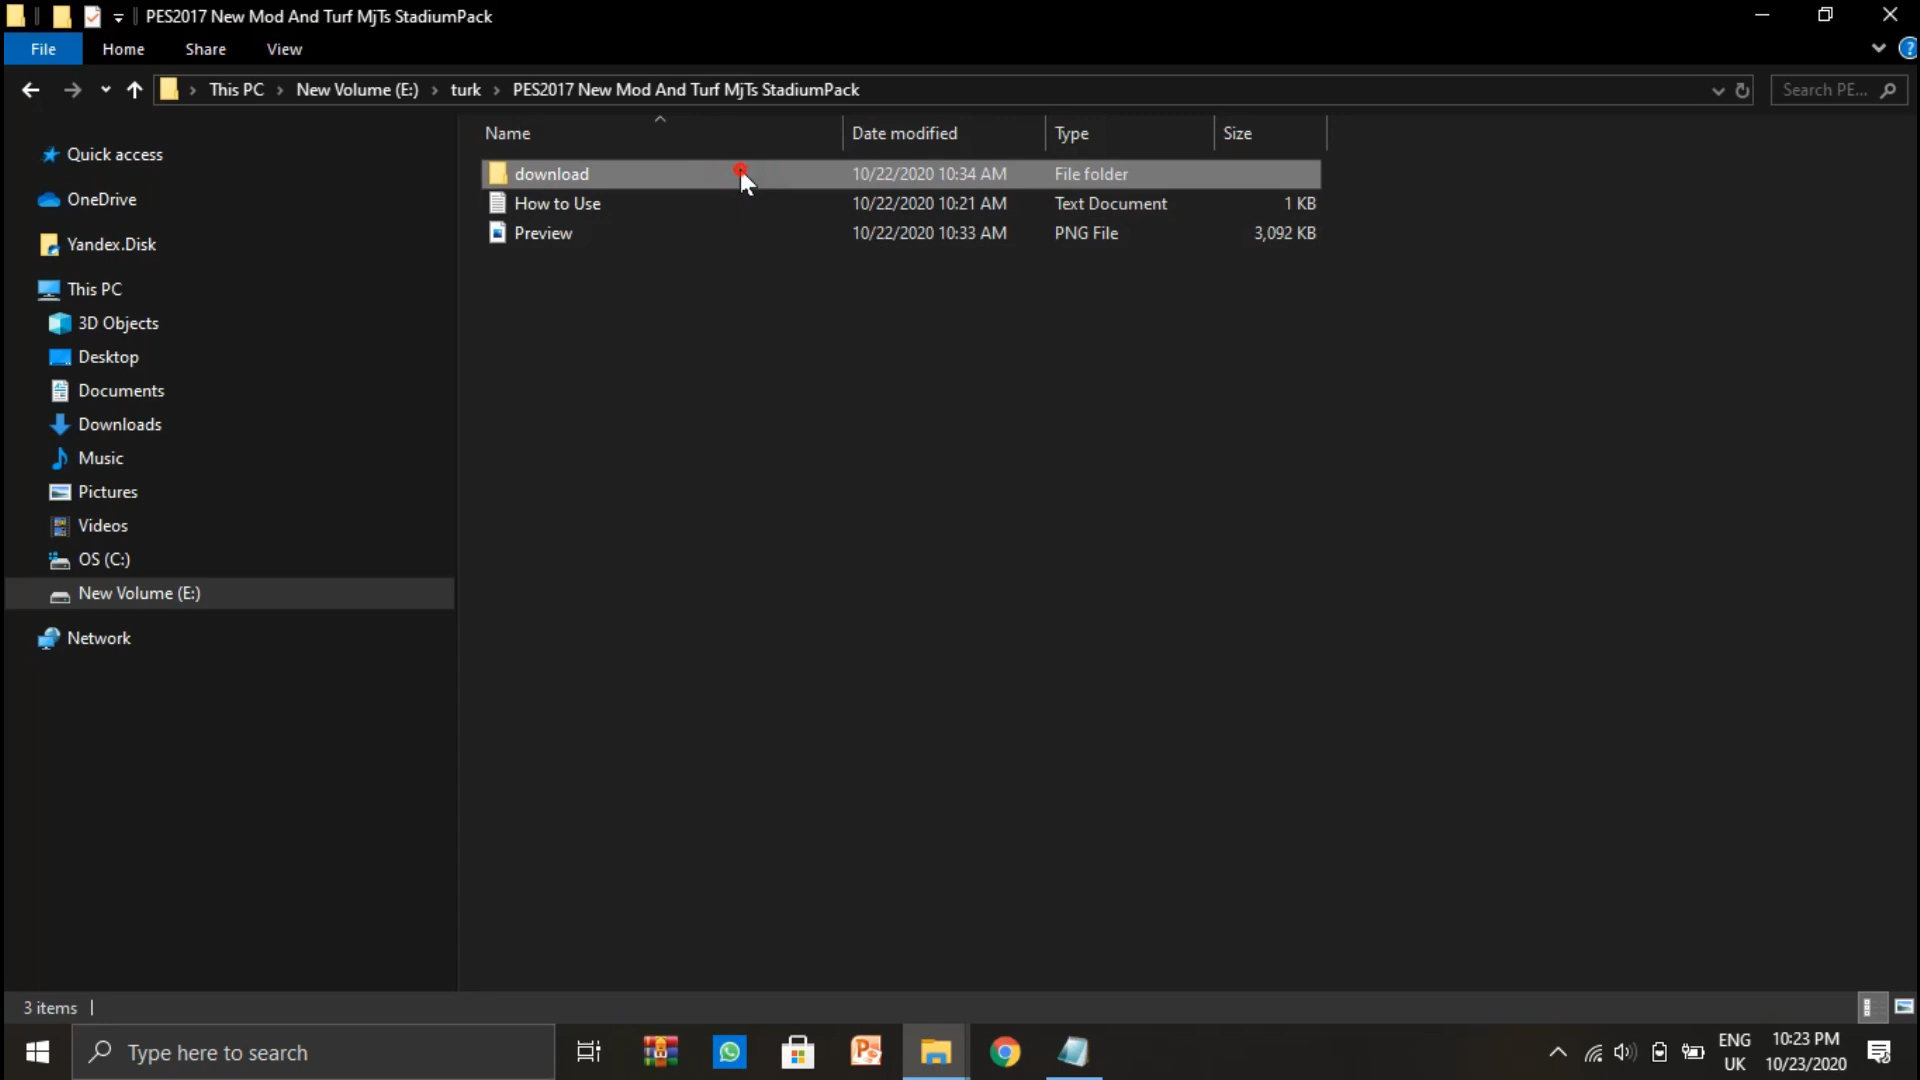 PES2017 New Mod And Turf MjTs StadiumPack
File Home Share View
This PC New Volume (E:) turk PES2017 New Mod And Turf MjTs StadiumPack Search PE...
Name Date modified Type Size
download 10/22/2020 10:34 AM File folder
How to Use 10/22/2020 10:21 AM Text Document 1 KB
Preview 10/22/2020 10:33 AM PNG File 3,092 KB
Quick access
OneDrive
Yandex.Disk
This PC
3D Objects
Desktop
Documents
Downloads
Music
Pictures
Videos
OS (C:)
New Volume (E:)
Network
3 items
Type here to search
ENG 10:23 PM
UK 10/23/2020